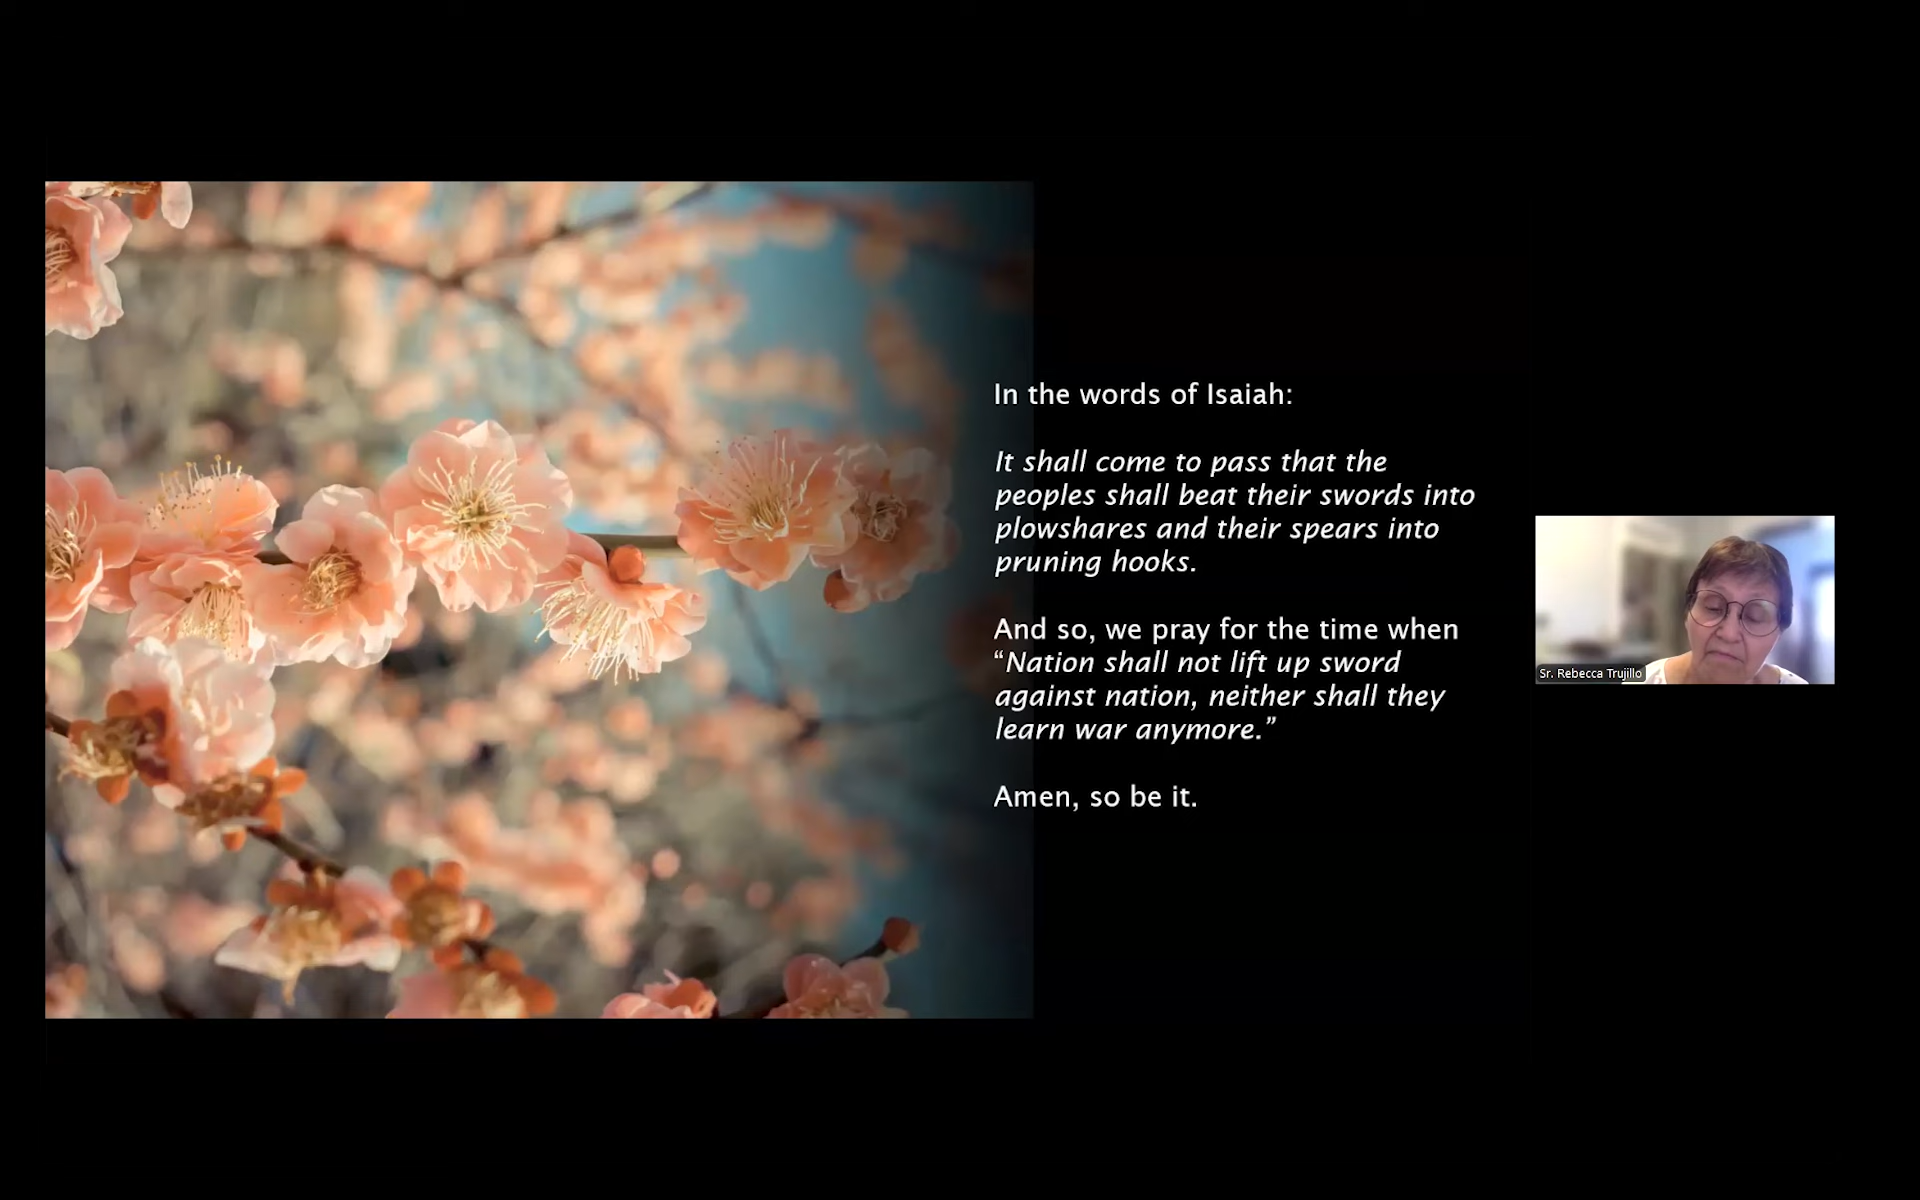 In the words of Isaiah:
It shall come to pass that the
peoples shall beat their swords into
plowshares and their spears into
pruning hooks.
And so, we pray for the time when
“Nation shall not lift up sword
against nation, neither shall they
learn war anymore.”
Amen, so be it.
Sr. Rebecca Trujillo